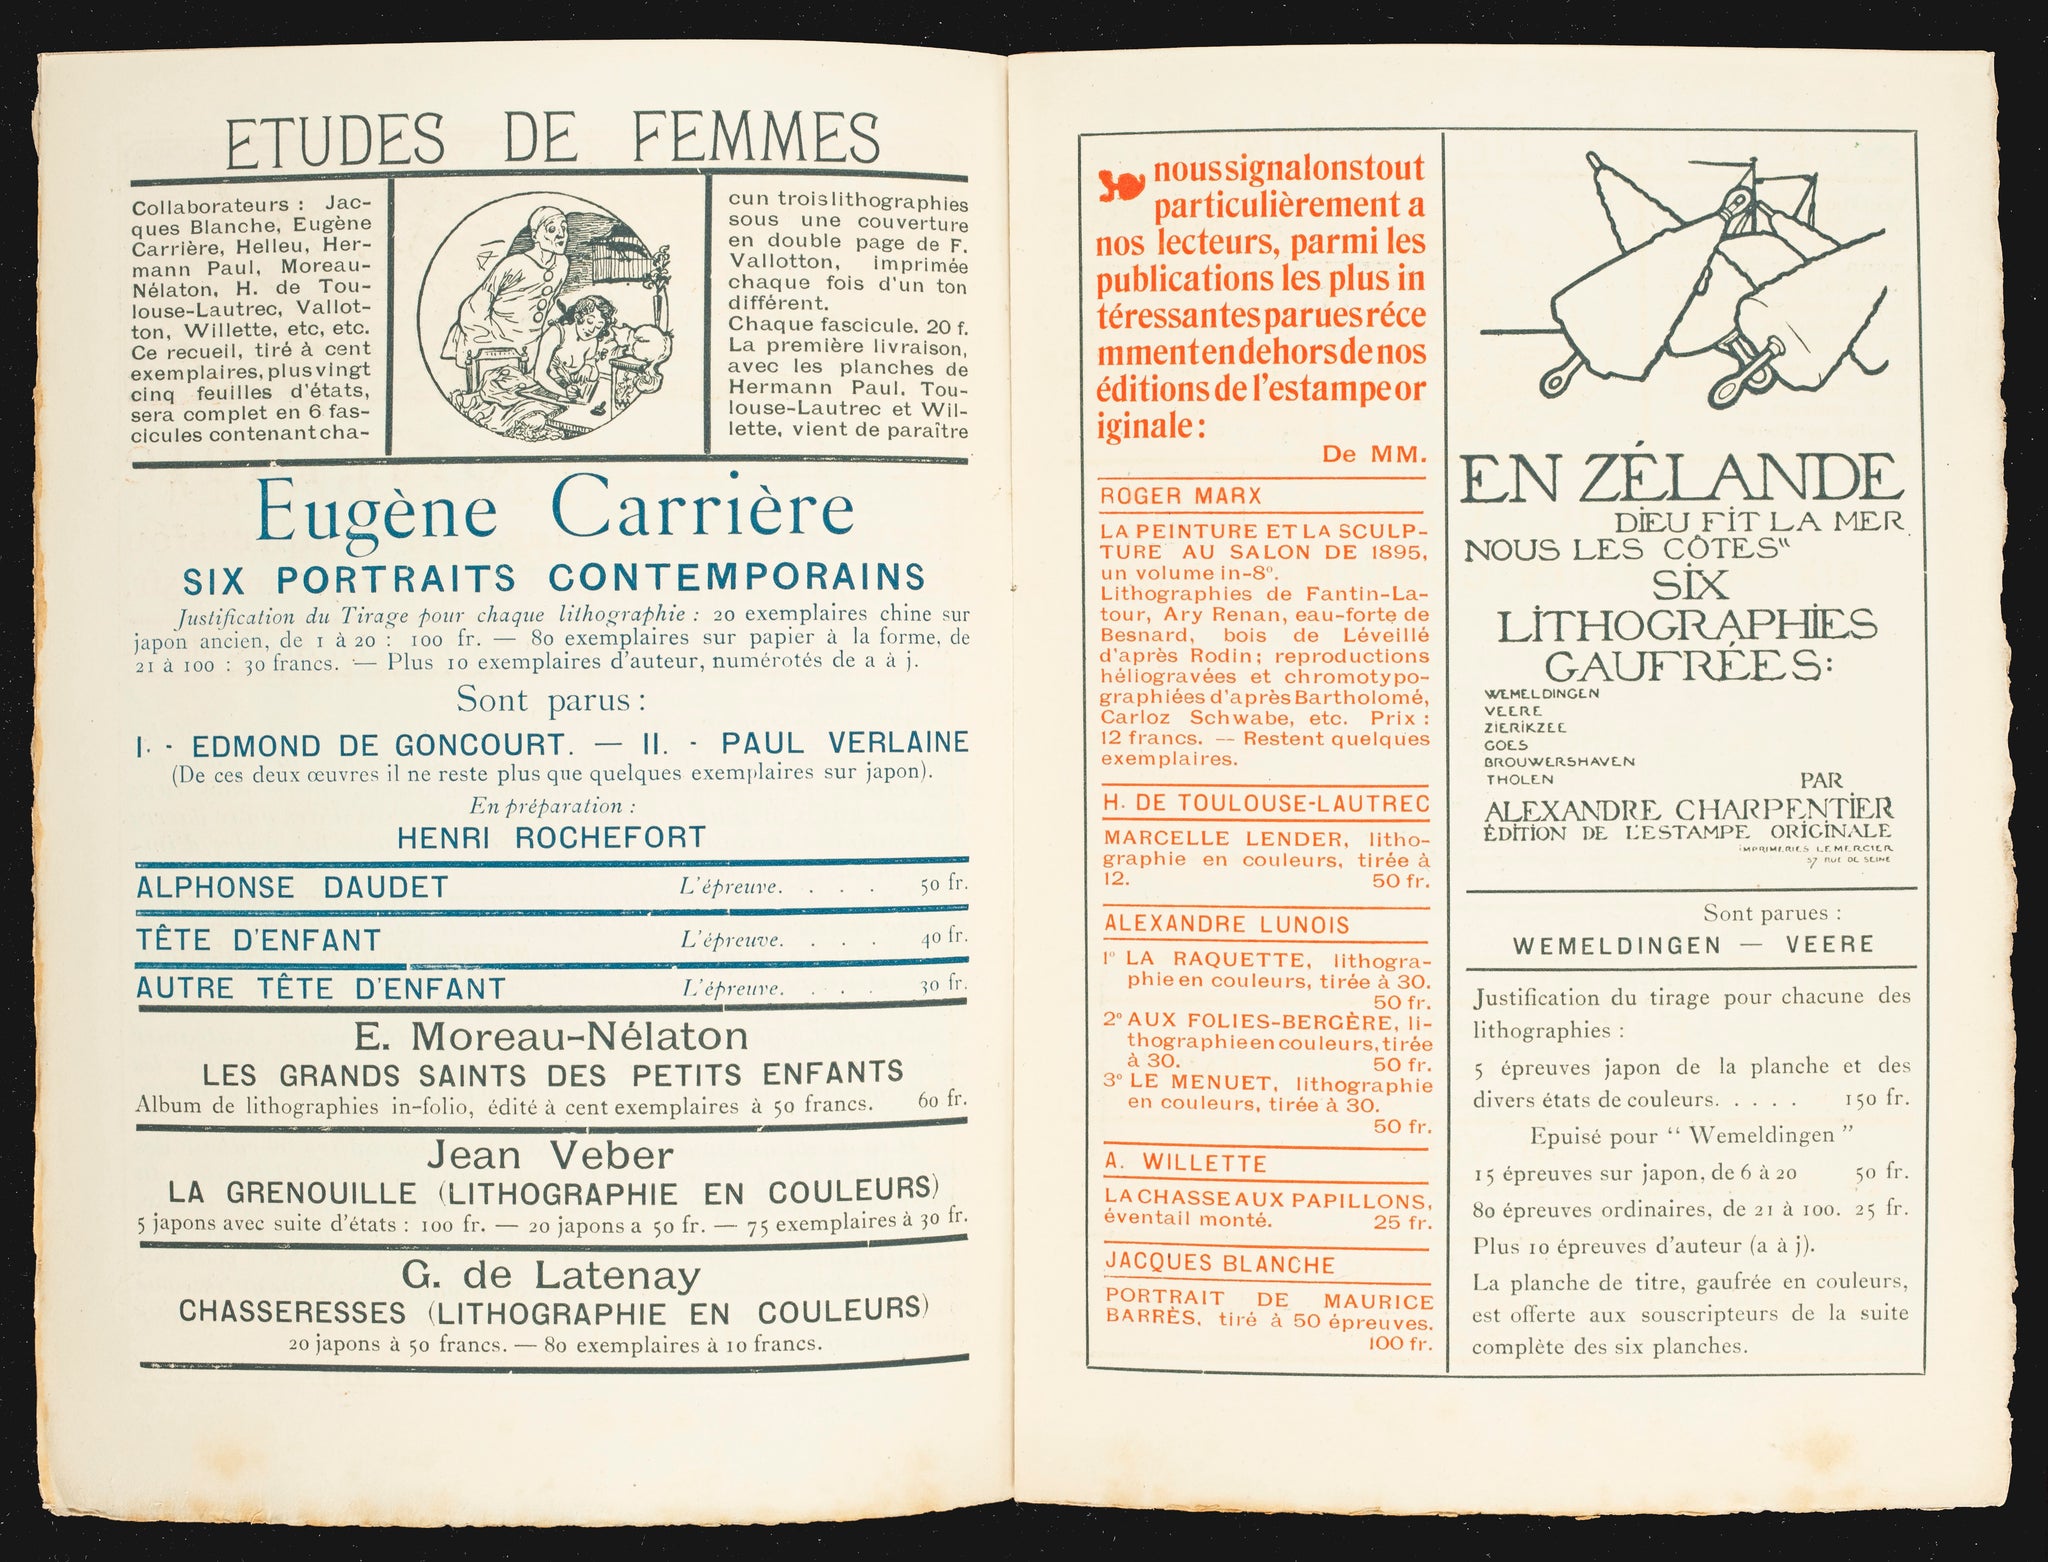 ETUDES DE FEMMES
Collaborateurs : Jac-
ques Blanche, Eugène
Carrière, Helleu, Her-
mann Paul, Moreau-
Nélaton, H. de Tou-
louse-Lautrec, Vallot-
ton, Willette, etc, etc.
Ce recueil, tiré à cent
exemplaires, plus vingt
cinq feuilles d'états,
sera complet en 6 fas-
cicules contenant cha-
cun trois lithographies
sous une couverture
en double page de F.
Vallotton, imprimée
chaque fois d'un ton
différent.
Chaque fascicule. 20 f.
La première livraison,
avec les planches de
Hermann Paul, Tou-
louse-Lautrec et Wil-
lette, vient de paraître
Eugène Carrière
SIX PORTRAITS CONTEMPORAINS
Justification du Tirage pour chaque lithographie : 20 exemplaires chine sur
japon ancien, de 1 à 20 : 100 fr. — 80 exemplaires sur papier à la forme, de
21 à 100 : 30 francs. — Plus 10 exemplaires d'auteur, numérotés de a à j.
Sont parus :
I. - EDMOND DE GONCOURT. — II. - PAUL VERLAINE
(De ces deux œuvres il ne reste plus que quelques exemplaires sur japon).
En préparation :
HENRI ROCHEFORT
ALPHONSE DAUDET L'épreuve. . . . 50 fr.
TÊTE D'ENFANT L'épreuve. . . . 40 fr.
AUTRE TÊTE D'ENFANT L'épreuve. . . . 30 fr.
E. Moreau-Nélaton
LES GRANDS SAINTS DES PETITS ENFANTS
Album de lithographies in-folio, édité à cent exemplaires à 50 francs. 60 fr.
Jean Veber
LA GRENOUILLE (LITHOGRAPHIE EN COULEURS)
5 japons avec suite d'états : 100 fr. — 20 japons a 50 fr. — 75 exemplaires à 30 fr.
G. de Latenay
CHASSERESSES (LITHOGRAPHIE EN COULEURS)
20 japons à 50 francs. — 80 exemplaires à 10 francs.
nous signalons tout
particulièrement a
nos lecteurs, parmi les
publications les plus in
téressantes parues réce
mment en dehors de nos
éditions de l'estampe or
iginale :
De MM.
ROGER MARX
LA PEINTURE ET LA SCULP-
TURE AU SALON DE 1895,
un volume in-8°.
Lithographies de Fantin-La-
tour, Ary Renan, eau-forte de
Besnard, bois de Léveillé
d'après Rodin ; reproductions
héliogravées et chromotypo-
graphiées d'après Bartholomé,
Carloz Schwabe, etc. Prix :
12 francs. — Restent quelques
exemplaires.
H. DE TOULOUSE-LAUTREC
MARCELLE LENDER, litho-
graphie en couleurs, tirée à
12. 50 fr.
ALEXANDRE LUNOIS
1° LA RAQUETTE, lithogra-
phie en couleurs, tirée à 30.
50 fr.
2° AUX FOLIES-BERGÈRE, li-
thographie en couleurs, tirée
à 30. 50 fr.
3° LE MENUET, lithographie
en couleurs, tirée à 30.
50 fr.
A. WILLETTE
LA CHASSE AUX PAPILLONS,
éventail monté. 25 fr.
JACQUES BLANCHE
PORTRAIT DE MAURICE
BARRÈS, tiré à 50 épreuves.
100 fr.
EN ZÉLANDE
DIEU FIT LA MER
NOUS LES CÔTES"
SIX
LITHOGRAPHIES
GAUFRÉES:
WEMELDINGEN
VEERE
ZIERIKZEE
GOES
BROUWERSHAVEN
THOLEN
PAR
ALEXANDRE CHARPENTIER
ÉDITION DE L'ESTAMPE ORIGINALE
IMPRIMERIES LEMERCIER
57 RUE DE SEINE
Sont parues :
WEMELDINGEN — VEERE
Justification du tirage pour chacune des
lithographies :
5 épreuves japon de la planche et des
divers états de couleurs. . . . . 150 fr.
Epuisé pour “ Wemeldingen ”
15 épreuves sur japon, de 6 à 20 50 fr.
80 épreuves ordinaires, de 21 à 100. 25 fr.
Plus 10 épreuves d'auteur (a à j).
La planche de titre, gaufrée en couleurs,
est offerte aux souscripteurs de la suite
complète des six planches.